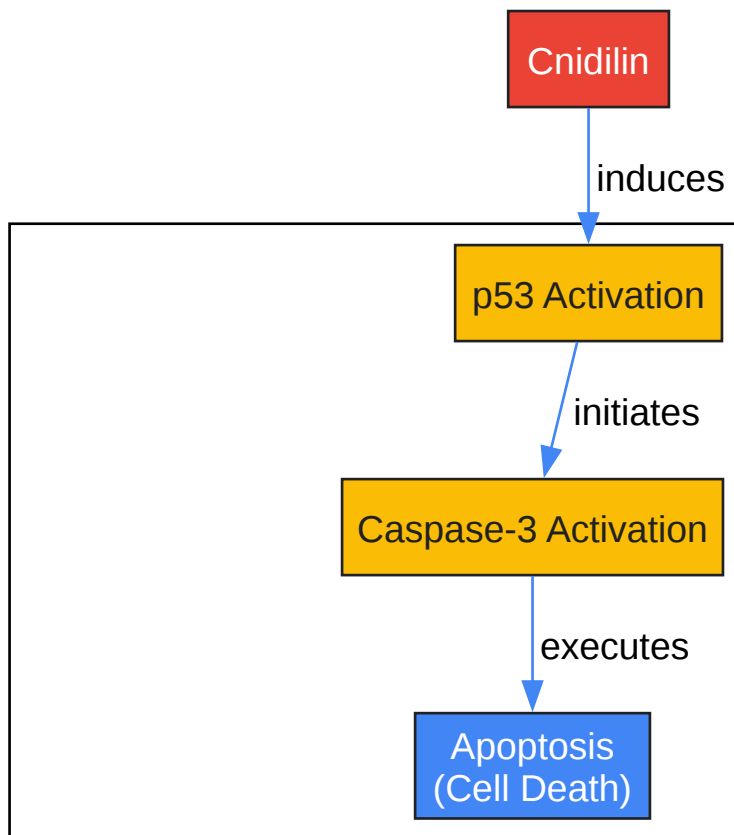 Cnidilin
induces
p53 Activation
initiates
Caspase-3 Activation
executes
Apoptosis
(Cell Death)